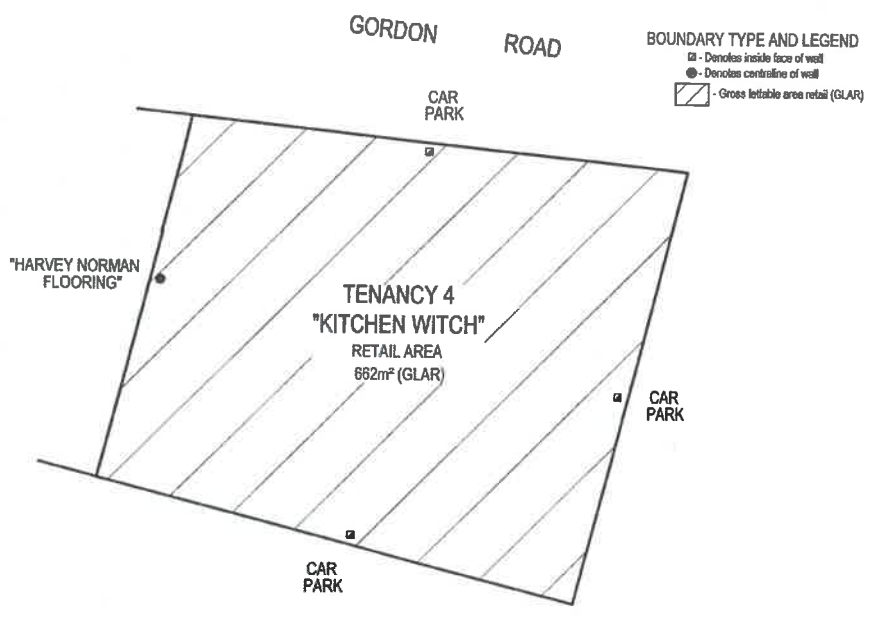 GORDON ROAD
BOUNDARY TYPE AND LEGEND
- Denotes inside face of wall
- Denotes centraline of wall
- Gross lettable area retail (GLAR)
CAR
PARK
"HARVEY NORMAN
FLOORING"
TENANCY 4
"KITCHEN WITCH"
RETAIL AREA
662m² (GLAR)
CAR
PARK
CAR
PARK